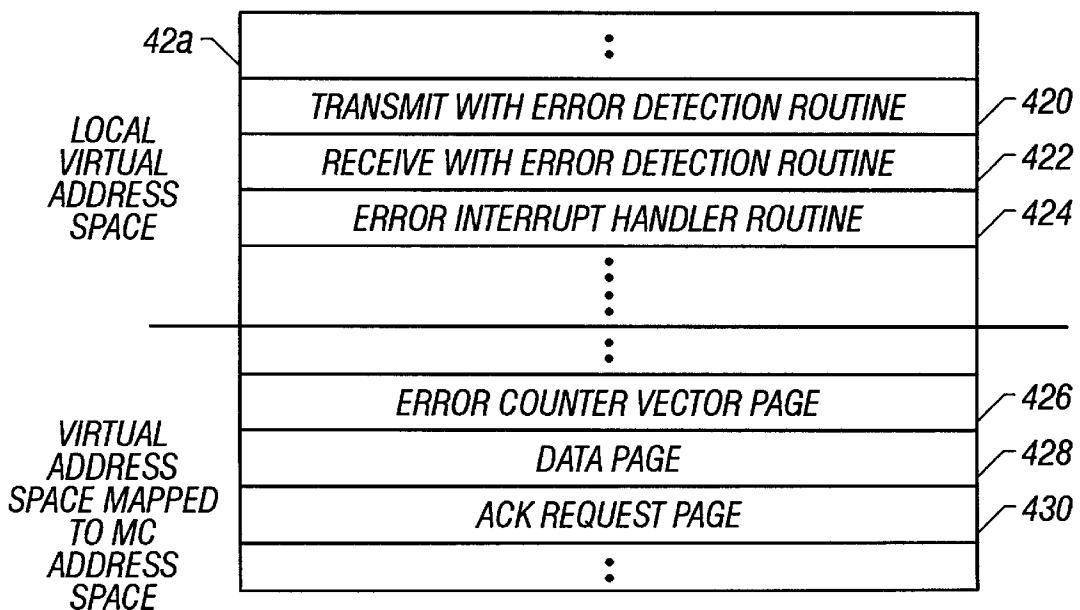 42a
LOCAL
VIRTUAL
ADDRESS
SPACE
TRANSMIT WITH ERROR DETECTION ROUTINE
420
RECEIVE WITH ERROR DETECTION ROUTINE
422
ERROR INTERRUPT HANDLER ROUTINE
424
VIRTUAL
ADDRESS
SPACE MAPPED
TO MC
ADDRESS
SPACE
ERROR COUNTER VECTOR PAGE
426
DATA PAGE
428
ACK REQUEST PAGE
430